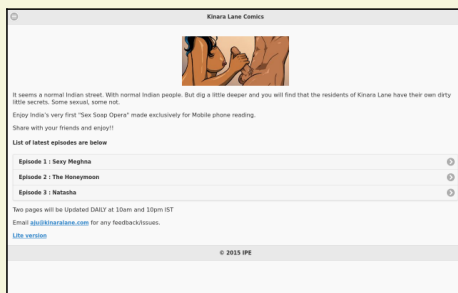 Kinara Lane Comics
It seems a normal Indian street. With normal Indian people. But dig a little deeper and you will find that the residents of Kinara Lane have their own dirty
little secrets. Some sexual, some not.
Enjoy India's very first "Sex Soap Opera" made exclusively for Mobile phone reading.
Share with your friends and enjoy!!
List of latest episodes are below
Episode 1 : Sexy Meghna
Episode 2 : The Honeymoon
Episode 3 : Natasha
Two pages will be Updated DAILY at 10am and 10pm IST
Email aju@kinaralane.com for any feedback/issues.
Lite version
© 2015 IPE